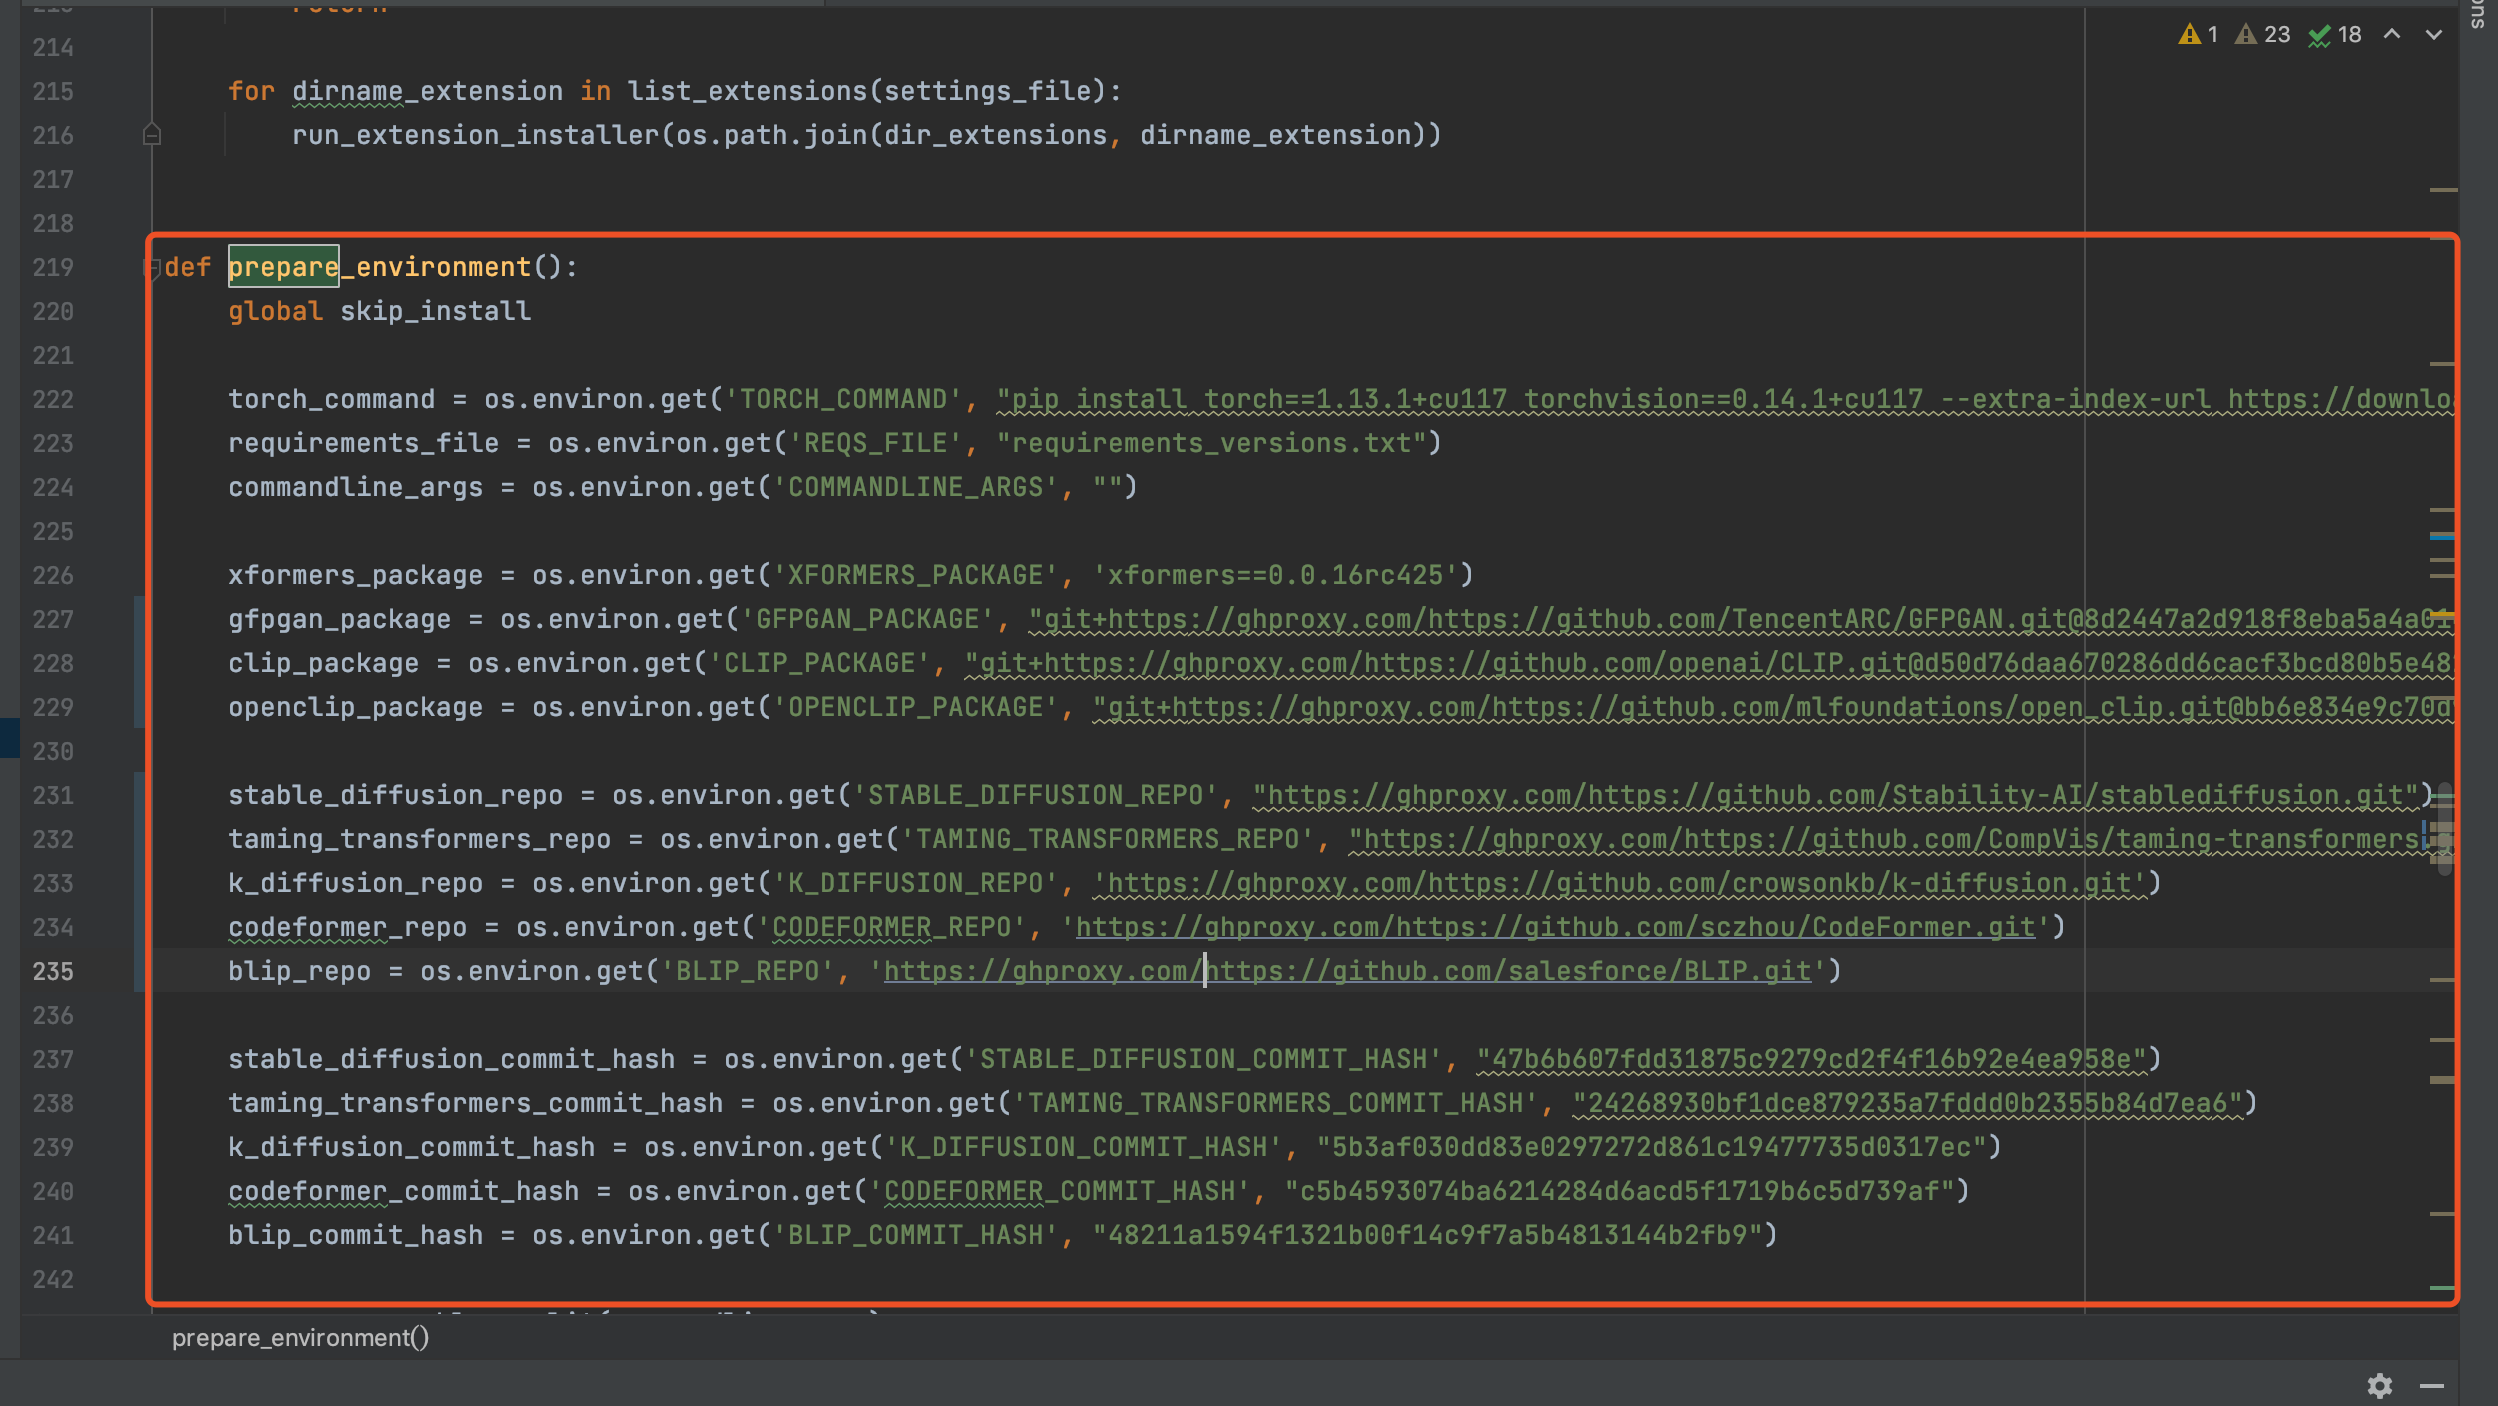 214
215 for dirname_extension in list_extensions(settings_file):
216 run_extension_installer(os.path.join(dir_extensions, dirname_extension))
217
218
219 def prepare_environment():
220 global skip_install
221
222 torch_command = os.environ.get('TORCH_COMMAND', "pip install torch==1.13.1+cu117 torchvision==0.14.1+cu117 --extra-index-url https://downlo
223 requirements_file = os.environ.get('REQS_FILE', "requirements_versions.txt")
224 commandline_args = os.environ.get('COMMANDLINE_ARGS', "")
225
226 xformers_package = os.environ.get('XFORMERS_PACKAGE', 'xformers==0.0.16rc425')
227 gfpgan_package = os.environ.get('GFPGAN_PACKAGE', "git+https://ghproxy.com/https://github.com/TencentARC/GFPGAN.git@8d2447a2d918f8eba5a4a01
228 clip_package = os.environ.get('CLIP_PACKAGE', "git+https://ghproxy.com/https://github.com/openai/CLIP.git@d50d76daa670286dd6cacf3bcd80b5e48
229 openclip_package = os.environ.get('OPENCLIP_PACKAGE', "git+https://ghproxy.com/https://github.com/mlfoundations/open_clip.git@bb6e834e9c70d
230
231 stable_diffusion_repo = os.environ.get('STABLE_DIFFUSION_REPO', "https://ghproxy.com/https://github.com/Stability-AI/stablediffusion.git")
232 taming_transformers_repo = os.environ.get('TAMING_TRANSFORMERS_REPO', "https://ghproxy.com/https://github.com/CompVis/taming-transformers.g
233 k_diffusion_repo = os.environ.get('K_DIFFUSION_REPO', 'https://ghproxy.com/https://github.com/crowsonkb/k-diffusion.git')
234 codeformer_repo = os.environ.get('CODEFORMER_REPO', 'https://ghproxy.com/https://github.com/sczhou/CodeFormer.git')
235 blip_repo = os.environ.get('BLIP_REPO', 'https://ghproxy.com/https://github.com/salesforce/BLIP.git')
236
237 stable_diffusion_commit_hash = os.environ.get('STABLE_DIFFUSION_COMMIT_HASH', "47b6b607fdd31875c9279cd2f4f16b92e4ea958e")
238 taming_transformers_commit_hash = os.environ.get('TAMING_TRANSFORMERS_COMMIT_HASH', "24268930bf1dce879235a7fddd0b2355b84d7ea6")
239 k_diffusion_commit_hash = os.environ.get('K_DIFFUSION_COMMIT_HASH', "5b3af030dd83e0297272d861c19477735d0317ec")
240 codeformer_commit_hash = os.environ.get('CODEFORMER_COMMIT_HASH', "c5b4593074ba6214284d6acd5f1719b6c5d739af")
241 blip_commit_hash = os.environ.get('BLIP_COMMIT_HASH', "48211a1594f1321b00f14c9f7a5b4813144b2fb9")
242
prepare_environment()
1 23 18
ons